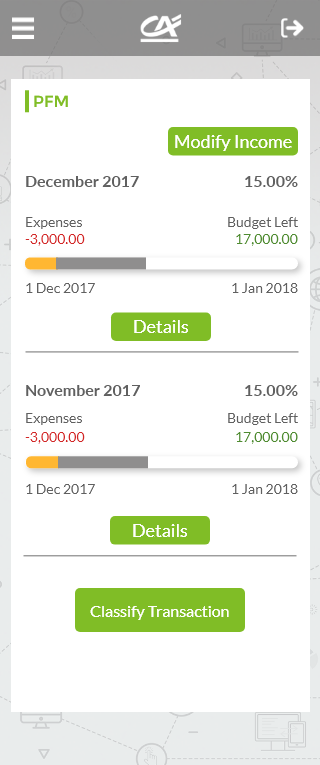 CA
PFM
Modify Income
December 2017 15.00%
Expenses Budget Left
-3,000.00 17,000.00
1 Dec 2017 1 Jan 2018
Details
November 2017 15.00%
Expenses Budget Left
-3,000.00 17,000.00
1 Dec 2017 1 Jan 2018
Details
Classify Transaction